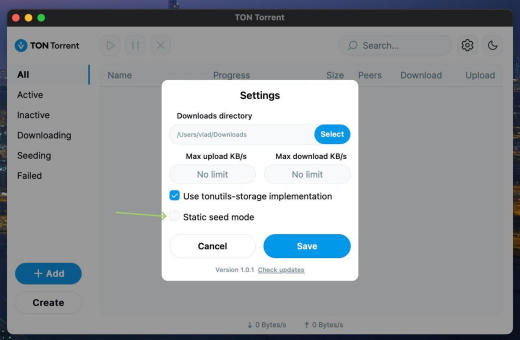 TON Torrent
TON Torrent
Search...
All
Active
Inactive
Downloading
Seeding
Failed
Name Progress Size Peers Download Upload
Settings
Downloads directory
/Users/vlad/Downloads Select
Max upload KB/s Max download KB/s
No limit No limit
Use tonutils-storage implementation
Static seed mode
Cancel Save
Version 1.0.1 Check updates
+ Add
Create
↓ 0 Bytes/s ↑ 0 Bytes/s